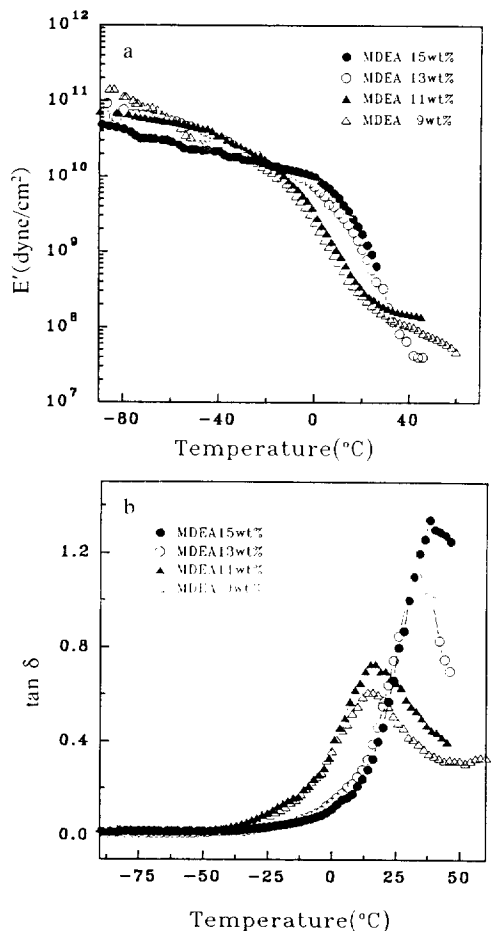 a
10¹²
10¹¹
10¹⁰
10⁹
10⁸
10⁷
E'(dyne/cm²)
MDEA 15wt%
MDEA 13wt%
MDEA 11wt%
MDEA 9wt%
-80
-40
0
40
Temperature(°C)
b
MDEA15wt%
MDEA13wt%
MDEA11wt%
MDEA 9wt%
1.2
0.8
0.4
0.0
tan δ
-75
-50
-25
0
25
50
Temperature(°C)